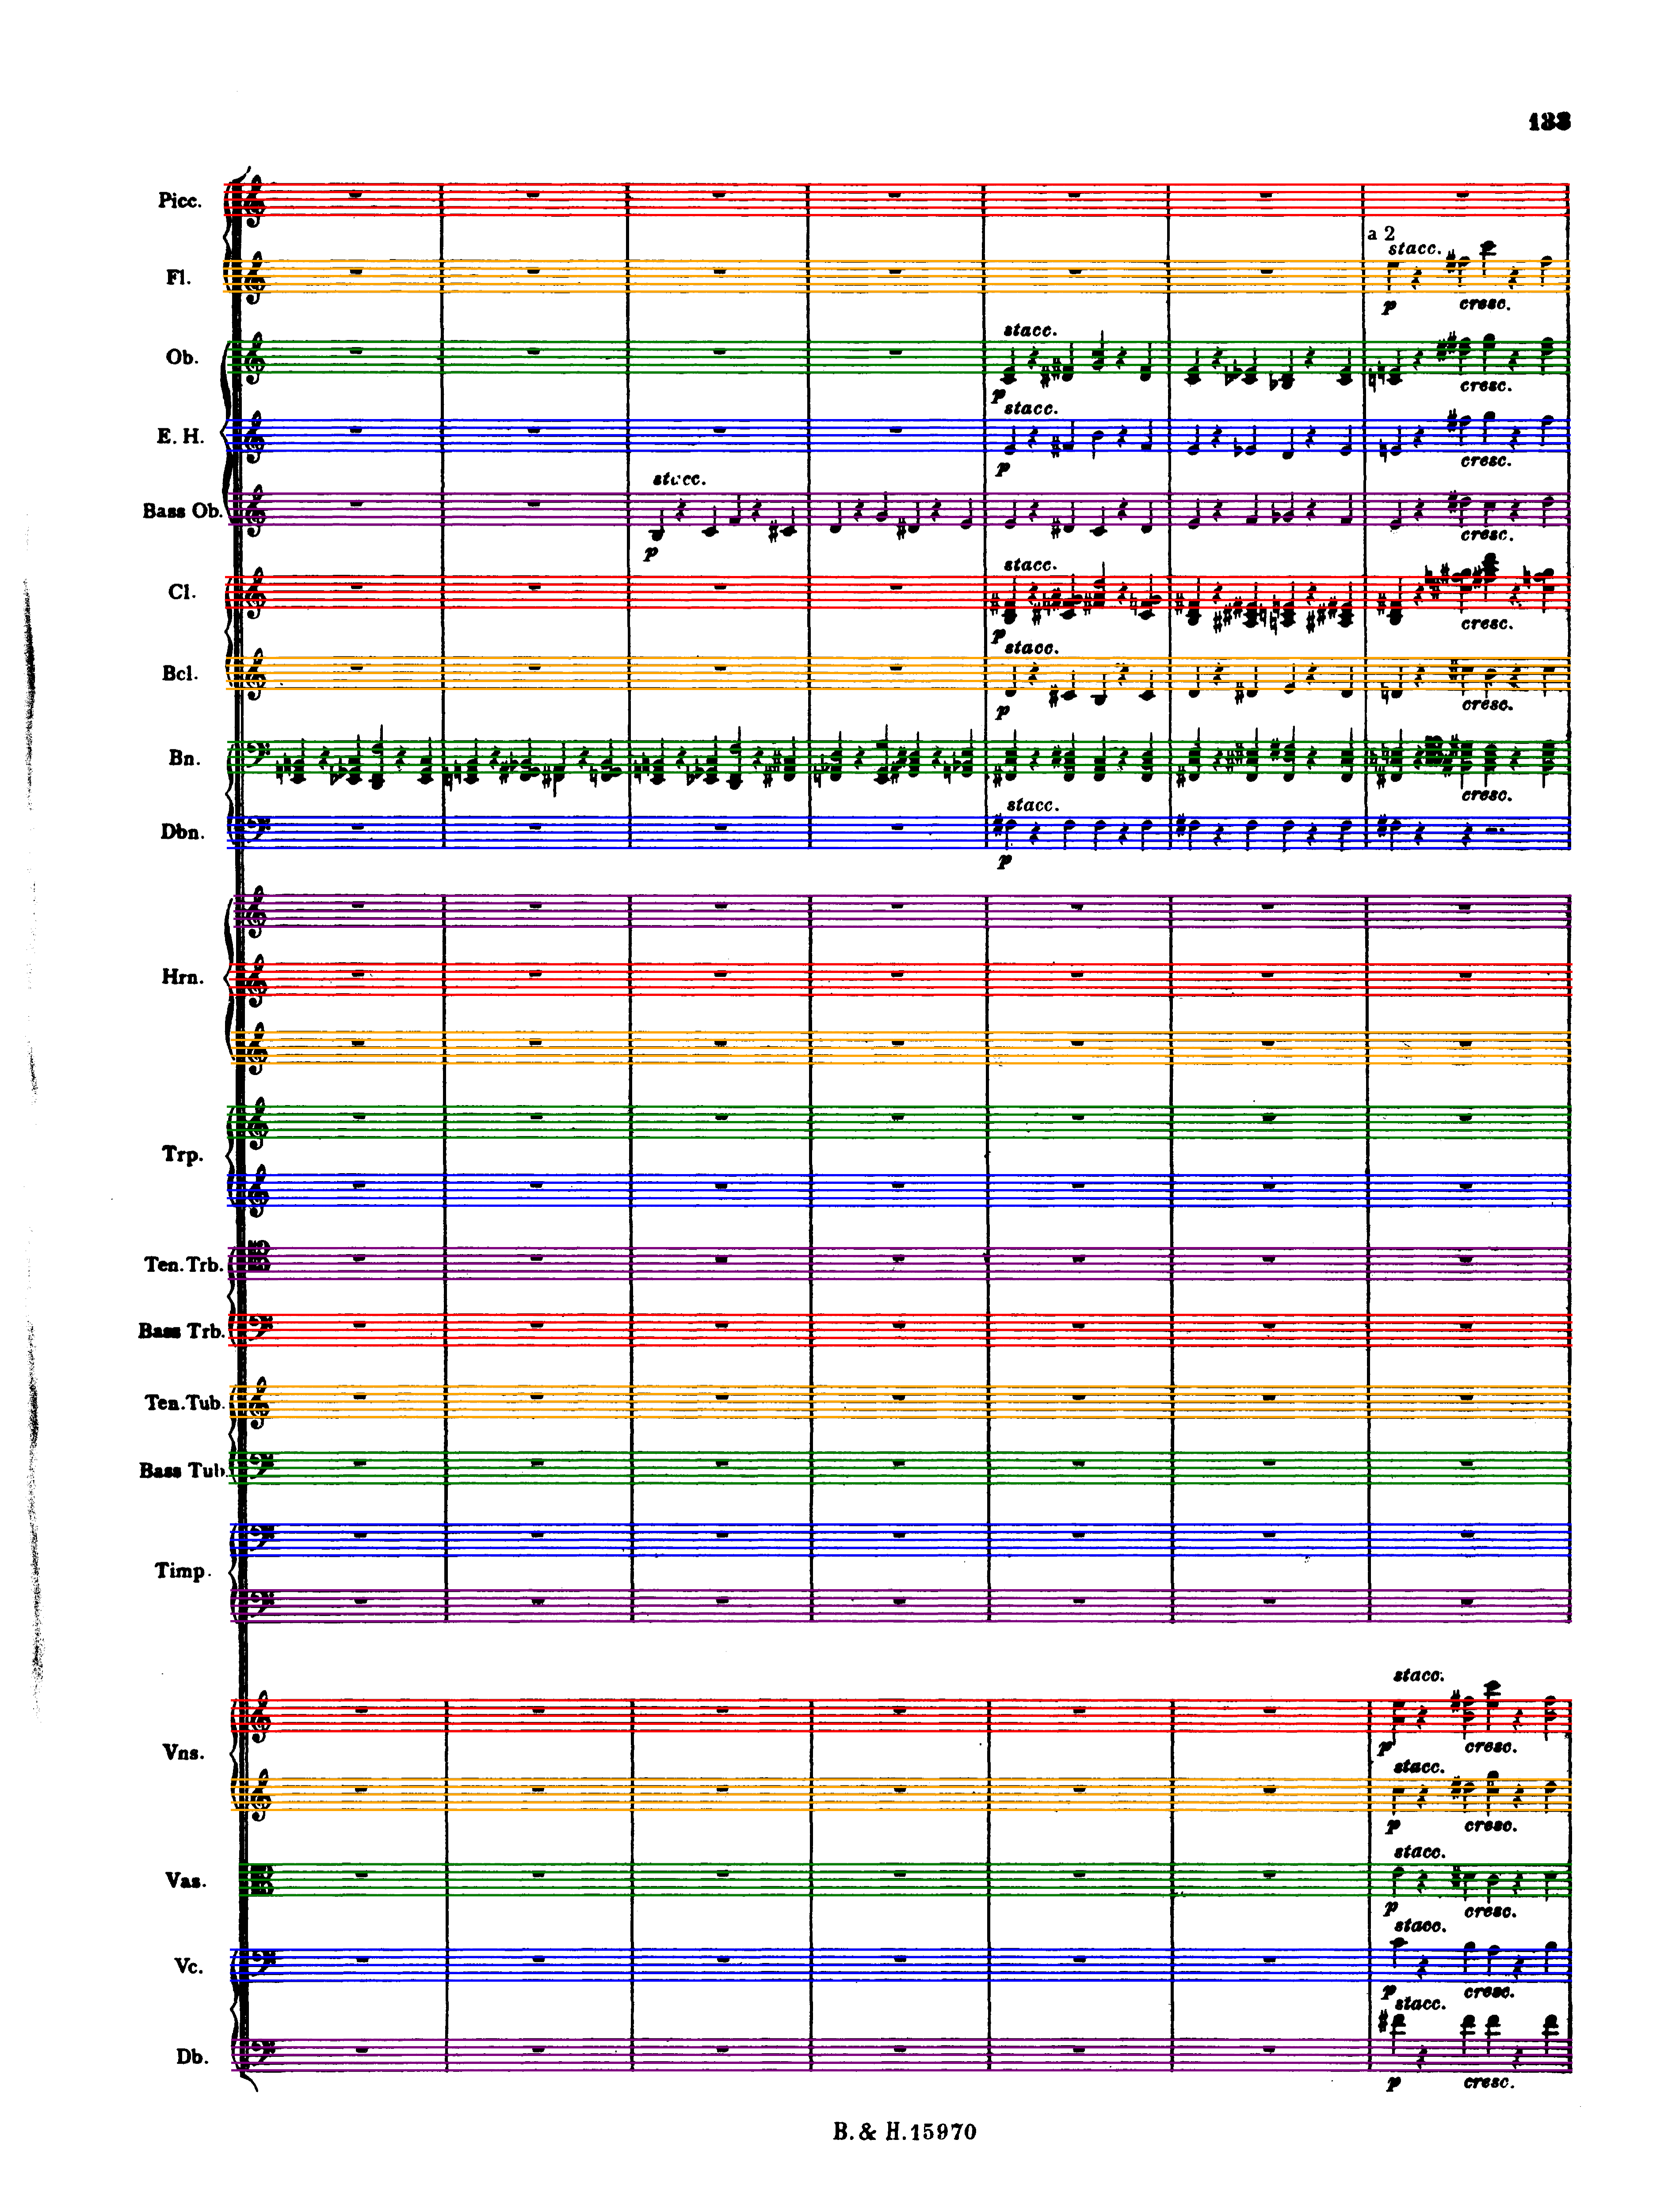 133
Picc.
a 2
stacc.
Fl.
p cresc.
stacc.
Ob.
cresc.
p
stacc.
E. H.
p cresc.
stacc.
Bass Ob.
cresc.
p
stacc.
Cl.
p cresc.
stacc.
Bcl.
p cresc.
Bn.
cresc.
stacc.
Dbn.
p
Hrn.
Trp.
Ten. Trb.
Bass Trb.
Ten. Tub.
Bass Tub.
Timp.
stacc.
Vns.
p cresc.
stacc.
p cresc.
stacc.
Vas.
p cresc.
stacc.
Vc.
p cresc.
stacc.
Db.
p cresc.
B. & H. 15970